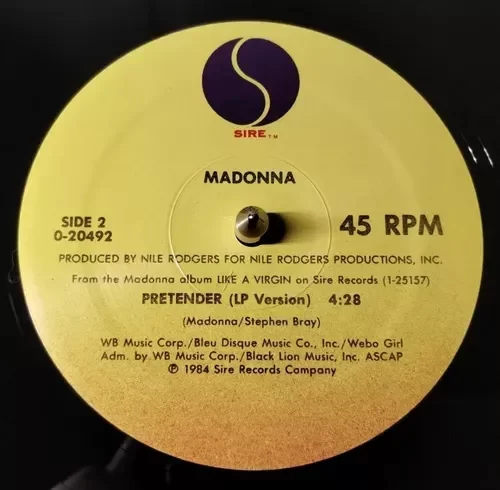 SIRE™
MADONNA
SIDE 2
0-20492
45 RPM
PRODUCED BY NILE RODGERS FOR NILE RODGERS PRODUCTIONS, INC.
From the Madonna album LIKE A VIRGIN on Sire Records (1-25157)
PRETENDER (LP Version) 4:28
(Madonna/Stephen Bray)
WB Music Corp./Bleu Disque Music Co., Inc./Webo Girl
Adm. by WB Music Corp./Black Lion Music, Inc. ASCAP
℗ 1984 Sire Records Company